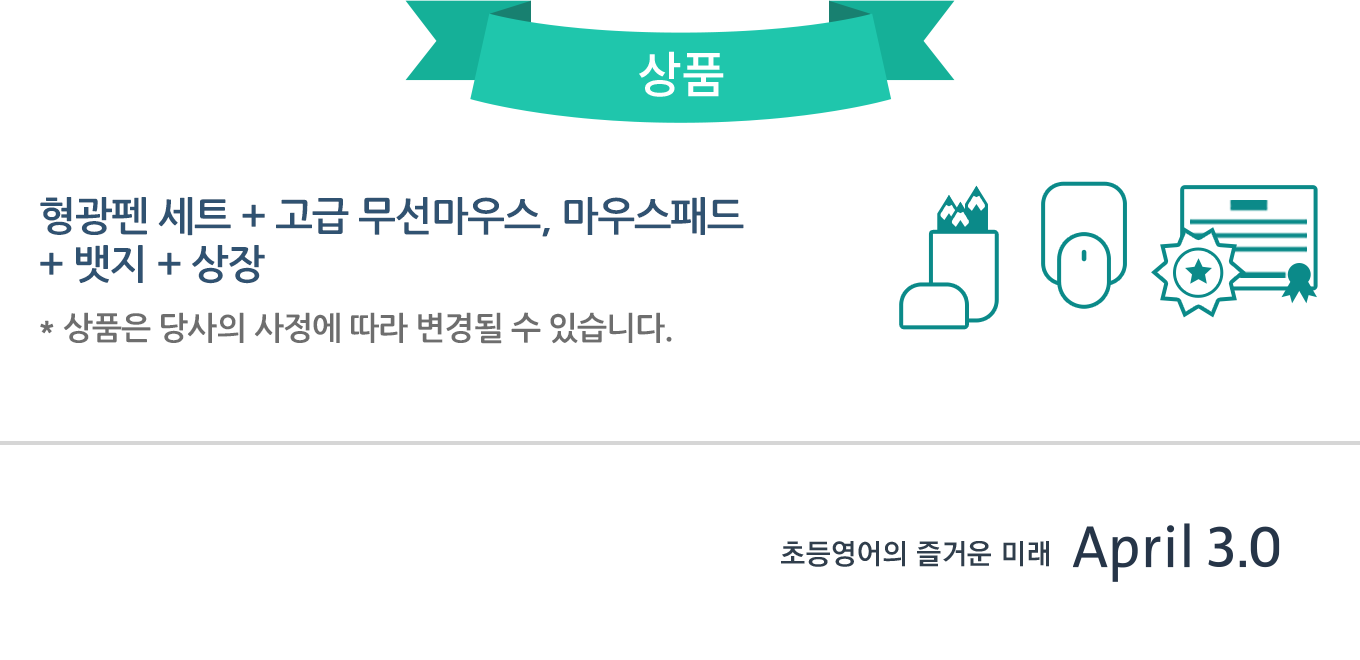 상품
형광펜 세트 + 고급 무선마우스, 마우스패드
+ 뱃지 + 상장
* 상품은 당사의 사정에 따라 변경될 수 있습니다.
초등영어의 즐거운 미래 April 3.0